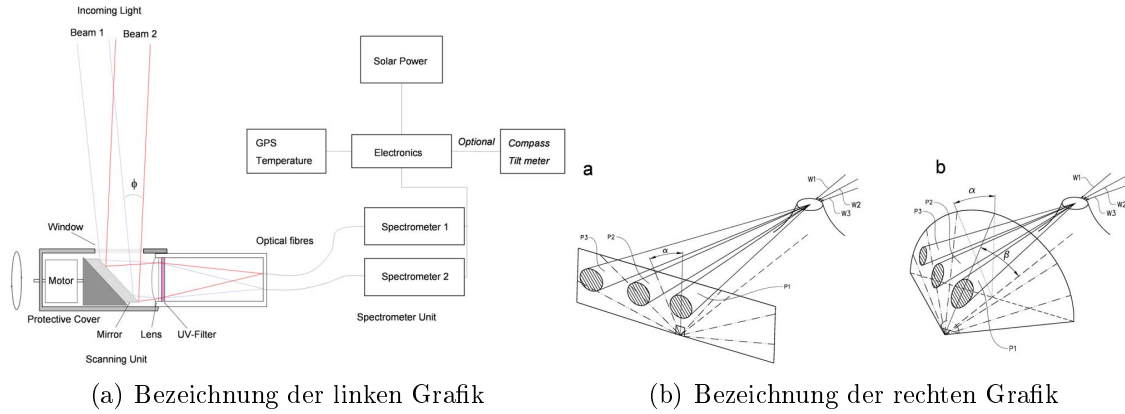 Incoming Light
Beam 1 Beam 2
ϕ
Window
Motor
Protective Cover
Mirror Lens UV-Filter
Scanning Unit
Optical fibres
Solar Power
GPS
Temperature
Electronics
Optional
Compass
Tilt meter
Spectrometer 1
Spectrometer 2
Spectrometer Unit
a
W1
W2
W3
P3
P2
α
P1
b
W1
W2
W3
α
P2
P3
β
P1
(a) Bezeichnung der linken Grafik
(b) Bezeichnung der rechten Grafik